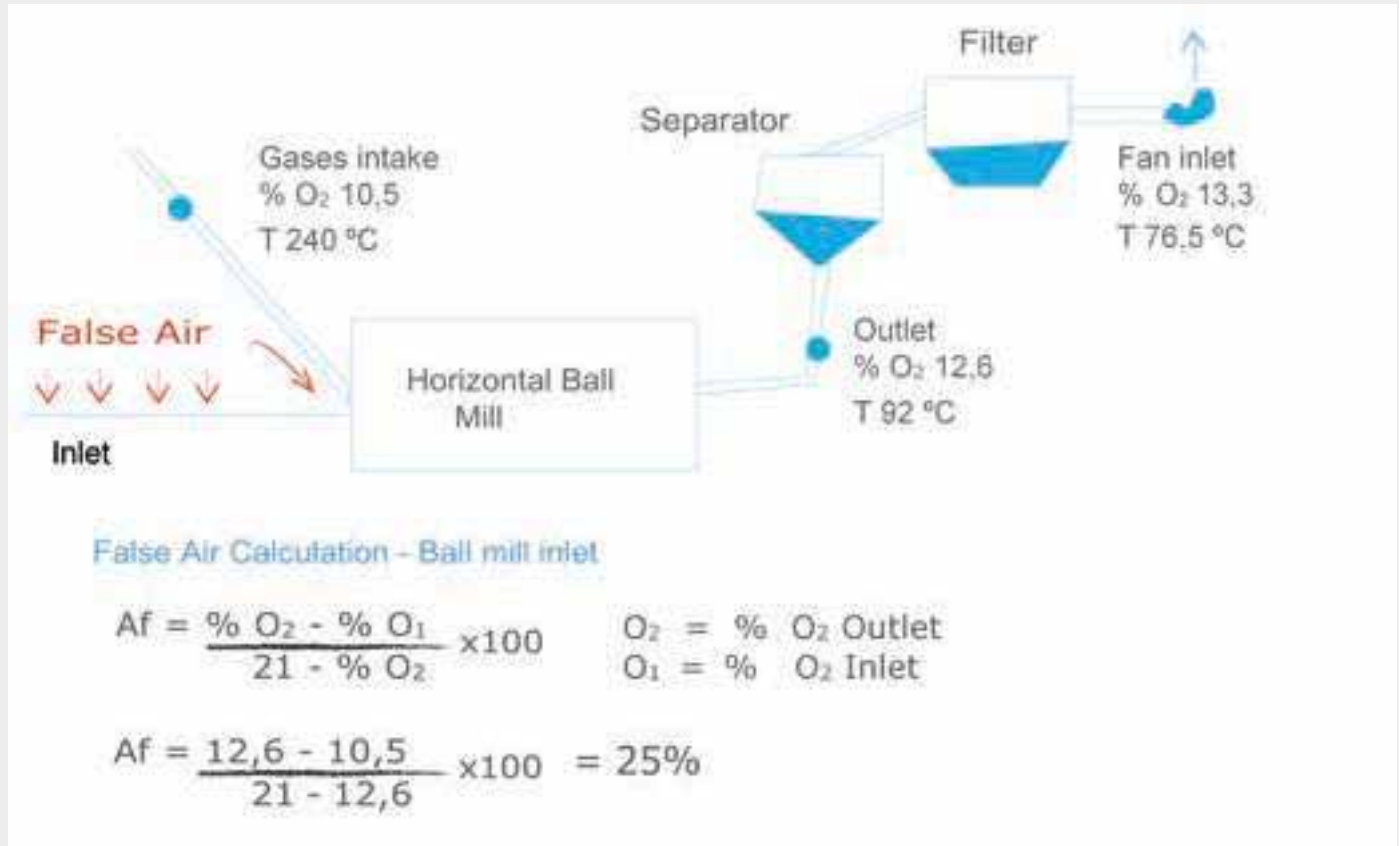 Filter
Separator
Gases intake
% O₂ 10,5
T 240 ºC
Fan inlet
% O₂ 13,3
T 76.5 ºC
False Air
Inlet
Horizontal Ball
Mill
Outlet
% O₂ 12,6
T 92 ºC
False Air Calculation - Ball mill inlet
Af = % O₂ - % O₁ x100
21 - % O₂
O₂ = % O₂ Outlet
O₁ = % O₂ Inlet
Af = 12,6 - 10,5 x100 = 25%
21 - 12,6